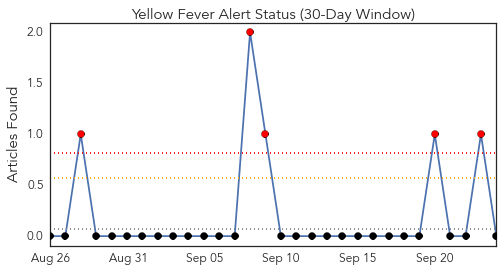 Yellow Fever Alert Status (30-Day Window)
Articles Found
2.0
1.5
1.0
0.5
0.0
Aug 26 Aug 31 Sep 05 Sep 10 Sep 15 Sep 20